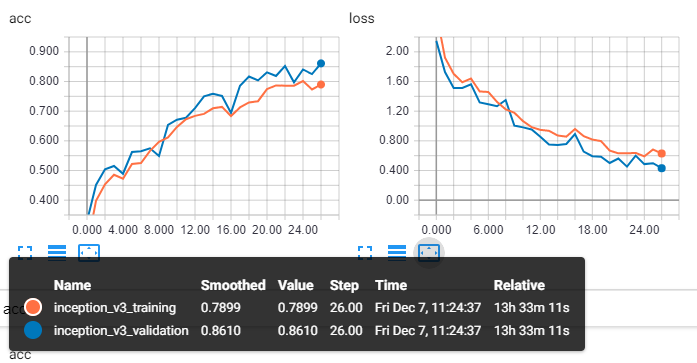 acc
loss
0.900
0.800
0.700
0.600
0.500
0.400
0.000 4.000 8.000 12.00 16.00 20.00 24.00
2.00
1.60
1.20
0.800
0.400
0.00
0.000 6.000 12.00 18.00 24.00
Name Smoothed Value Step Time Relative
inception_v3_training 0.7899 0.7899 26.00 Fri Dec 7, 11:24:37 13h 33m 11s
inception_v3_validation 0.8610 0.8610 26.00 Fri Dec 7, 11:24:37 13h 33m 11s
acc